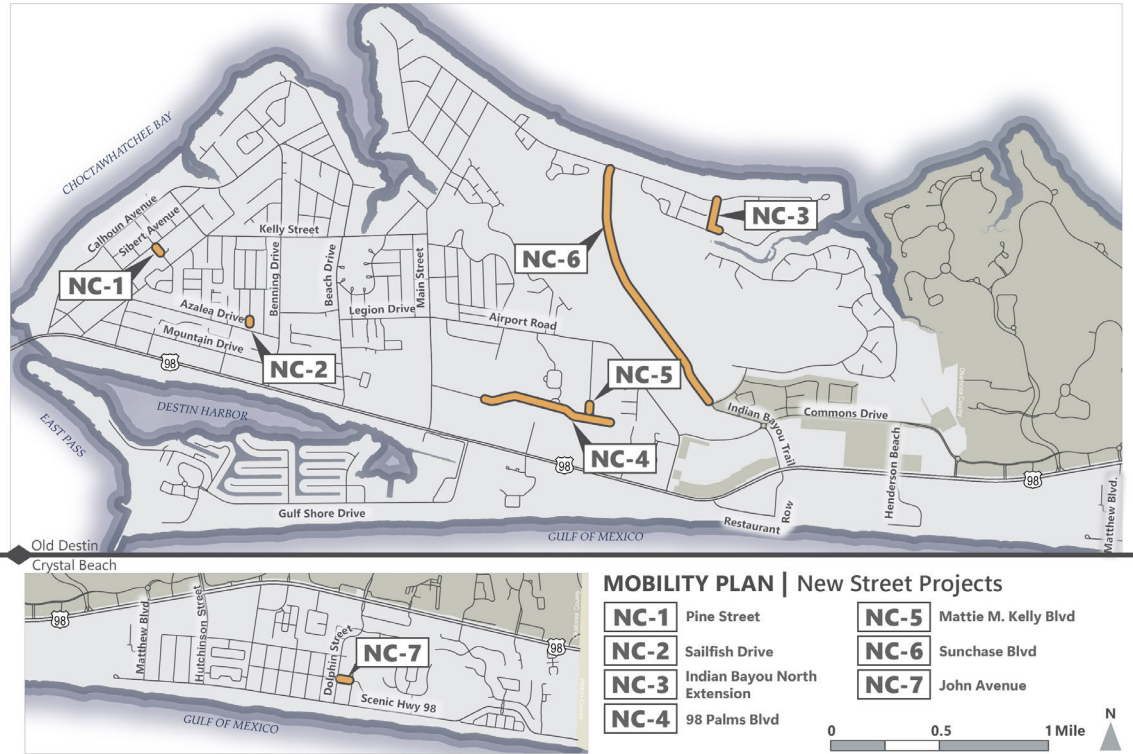 CHOCTAWHATCHEE BAY
Calhoun Avenue
Sibert Avenue
NC-1
Kelly Street
Benning Drive
Beach Drive
Main Street
Azalea Drive
Mountain Drive
Legion Drive
Airport Road
NC-2
NC-3
NC-6
NC-5
NC-4
98
98
98
Indian Bayou Trail
Commons Drive
Henderson Beach
Okaloosa County
Matthew Blvd.
DESTIN HARBOR
EAST PASS
Gulf Shore Drive
Restaurant Row
GULF OF MEXICO
Old Destin
Crystal Beach
98
98
Matthew Blvd
Hutchinson Street
Dolphin Street
NC-7
Scenic Hwy 98
GULF OF MEXICO
MOBILITY PLAN | New Street Projects
NC-1 Pine Street
NC-2 Sailfish Drive
NC-3 Indian Bayou North
Extension
NC-4 98 Palms Blvd
NC-5 Mattie M. Kelly Blvd
NC-6 Sunchase Blvd
NC-7 John Avenue
0 0.5 1 Mile
N